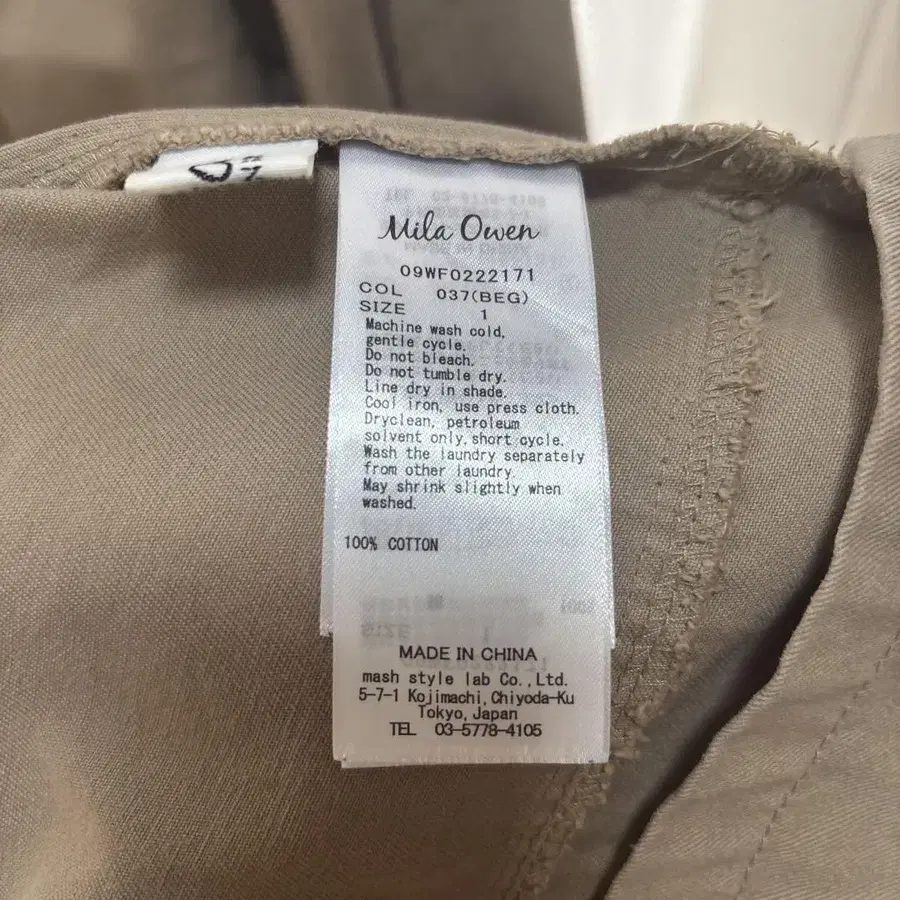 Mila Owen
09WF0222171
COL 037(BEG)
SIZE 1
Machine wash cold,
gentle cycle.
Do not bleach.
Do not tumble dry.
Line dry in shade.
Cool iron, use press cloth.
Dryclean, petroleum
solvent only,short cycle.
Wash the laundry separately
from other laundry.
May shrink slightly when
washed.
100% COTTON
MADE IN CHINA
mash style lab Co.,Ltd.
5-7-1 Kojimachi,Chiyoda-Ku
Tokyo,Japan
TEL 03-5778-4105